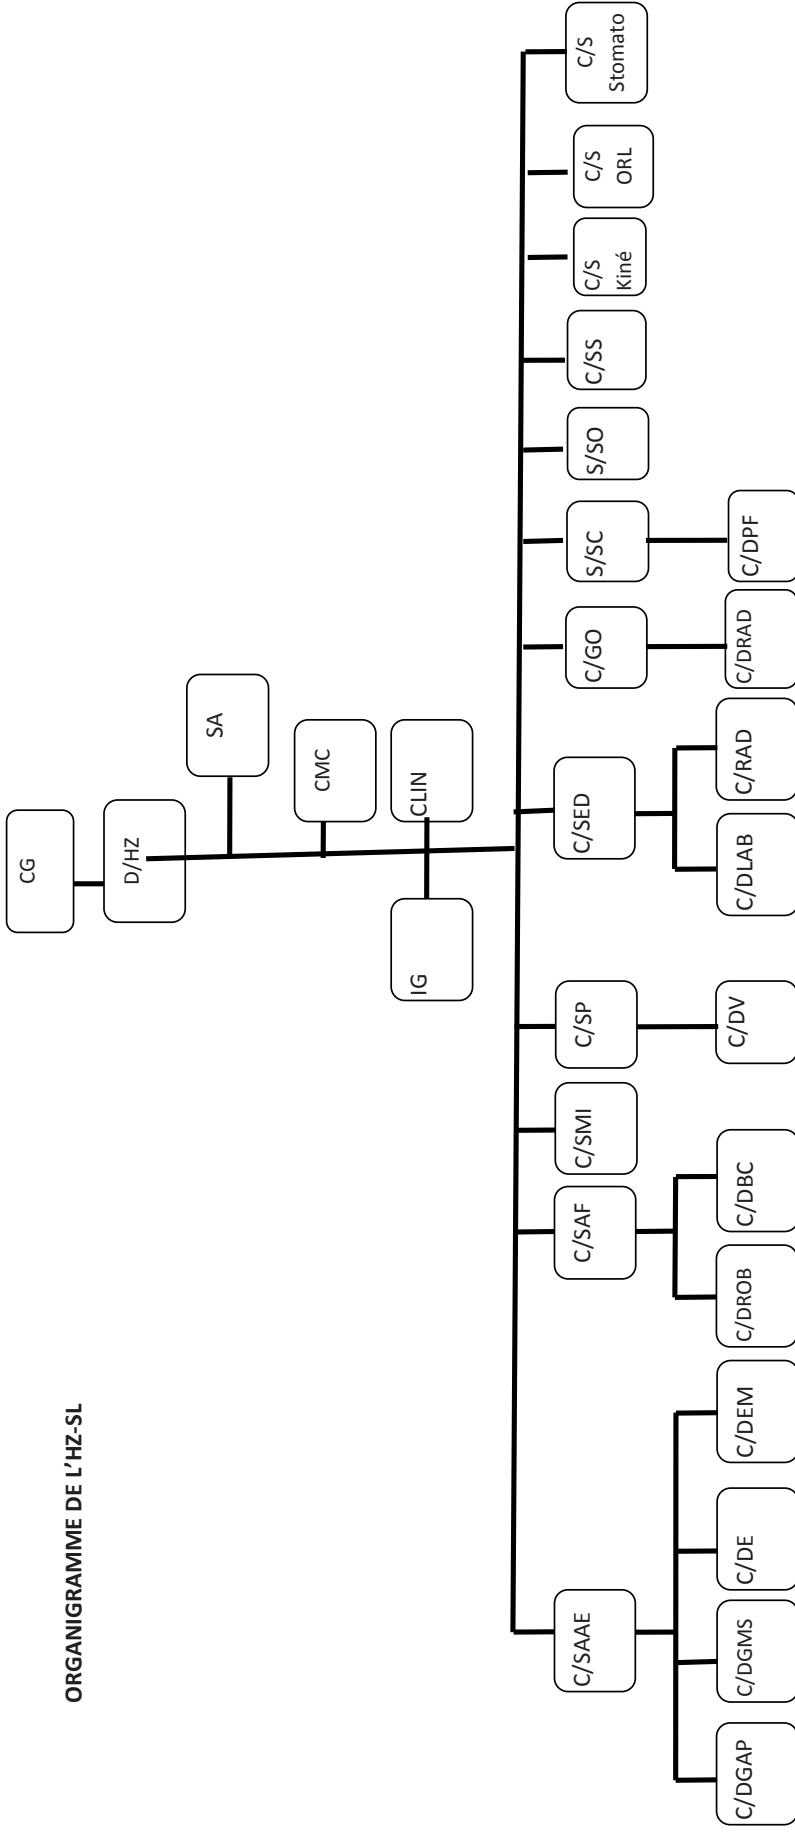 ORGANIGRAMME DE L'HZ-SL
CG
D/HZ
SA
CMC
IG
CLIN
C/SAAE
C/SAF
C/SMI
C/SP
C/SED
C/GO
S/SC
S/SO
C/SS
C/S
Kiné
C/S
ORL
C/S
Stomato
C/DGAP
C/DGMS
C/DE
C/DEM
C/DROB
C/DBC
C/DV
C/DLAB
C/RAD
C/DRAD
C/DPF